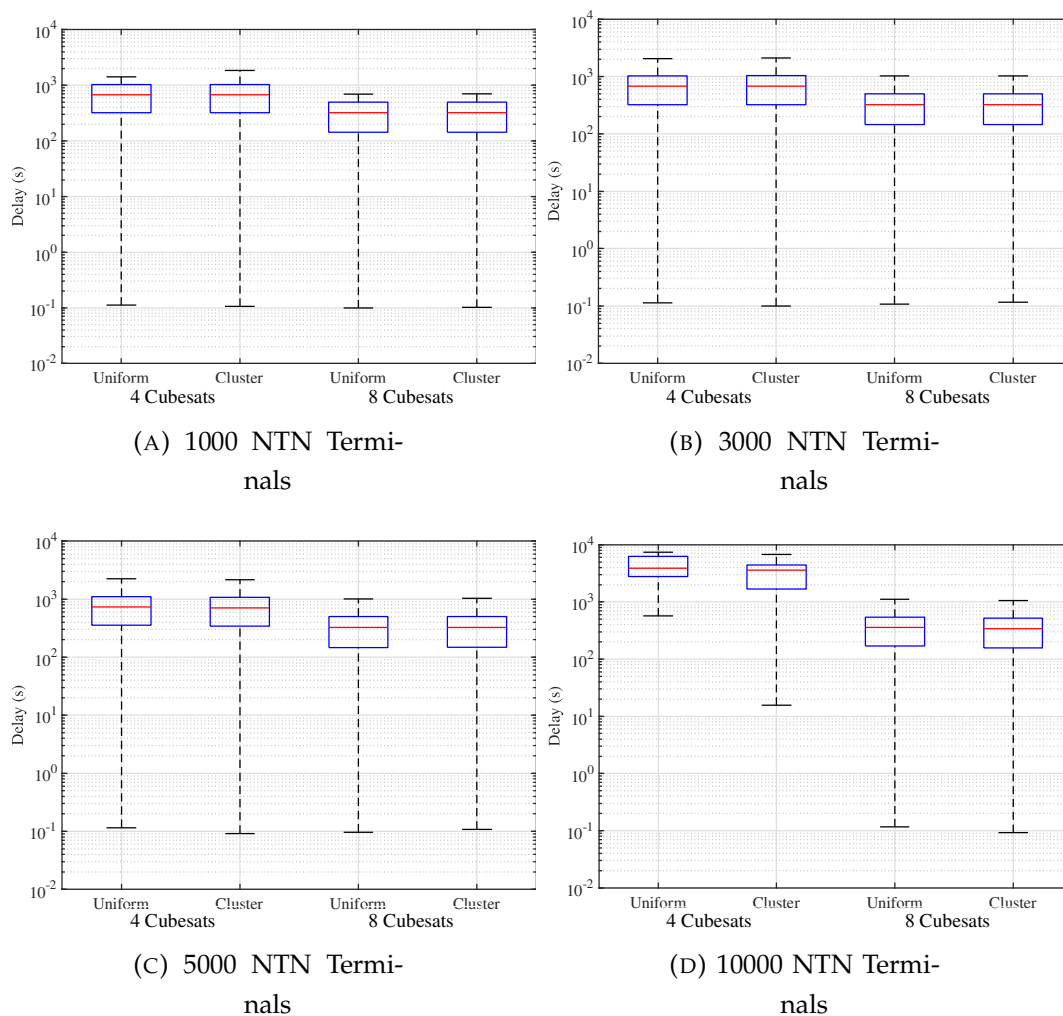 10^4
10^3
10^2
10^1
10^0
10^-1
10^-2
Delay (s)
Uniform Cluster Uniform Cluster
4 Cubesats 8 Cubesats
(A) 1000 NTN Termi-
nals
10^4
10^3
10^2
10^1
10^0
10^-1
10^-2
Delay (s)
Uniform Cluster Uniform Cluster
4 Cubesats 8 Cubesats
(B) 3000 NTN Termi-
nals
10^4
10^3
10^2
10^1
10^0
10^-1
10^-2
Delay (s)
Uniform Cluster Uniform Cluster
4 Cubesats 8 Cubesats
(C) 5000 NTN Termi-
nals
10^4
10^3
10^2
10^1
10^0
10^-1
10^-2
Delay (s)
Uniform Cluster Uniform Cluster
4 Cubesats 8 Cubesats
(D) 10000 NTN Termi-
nals